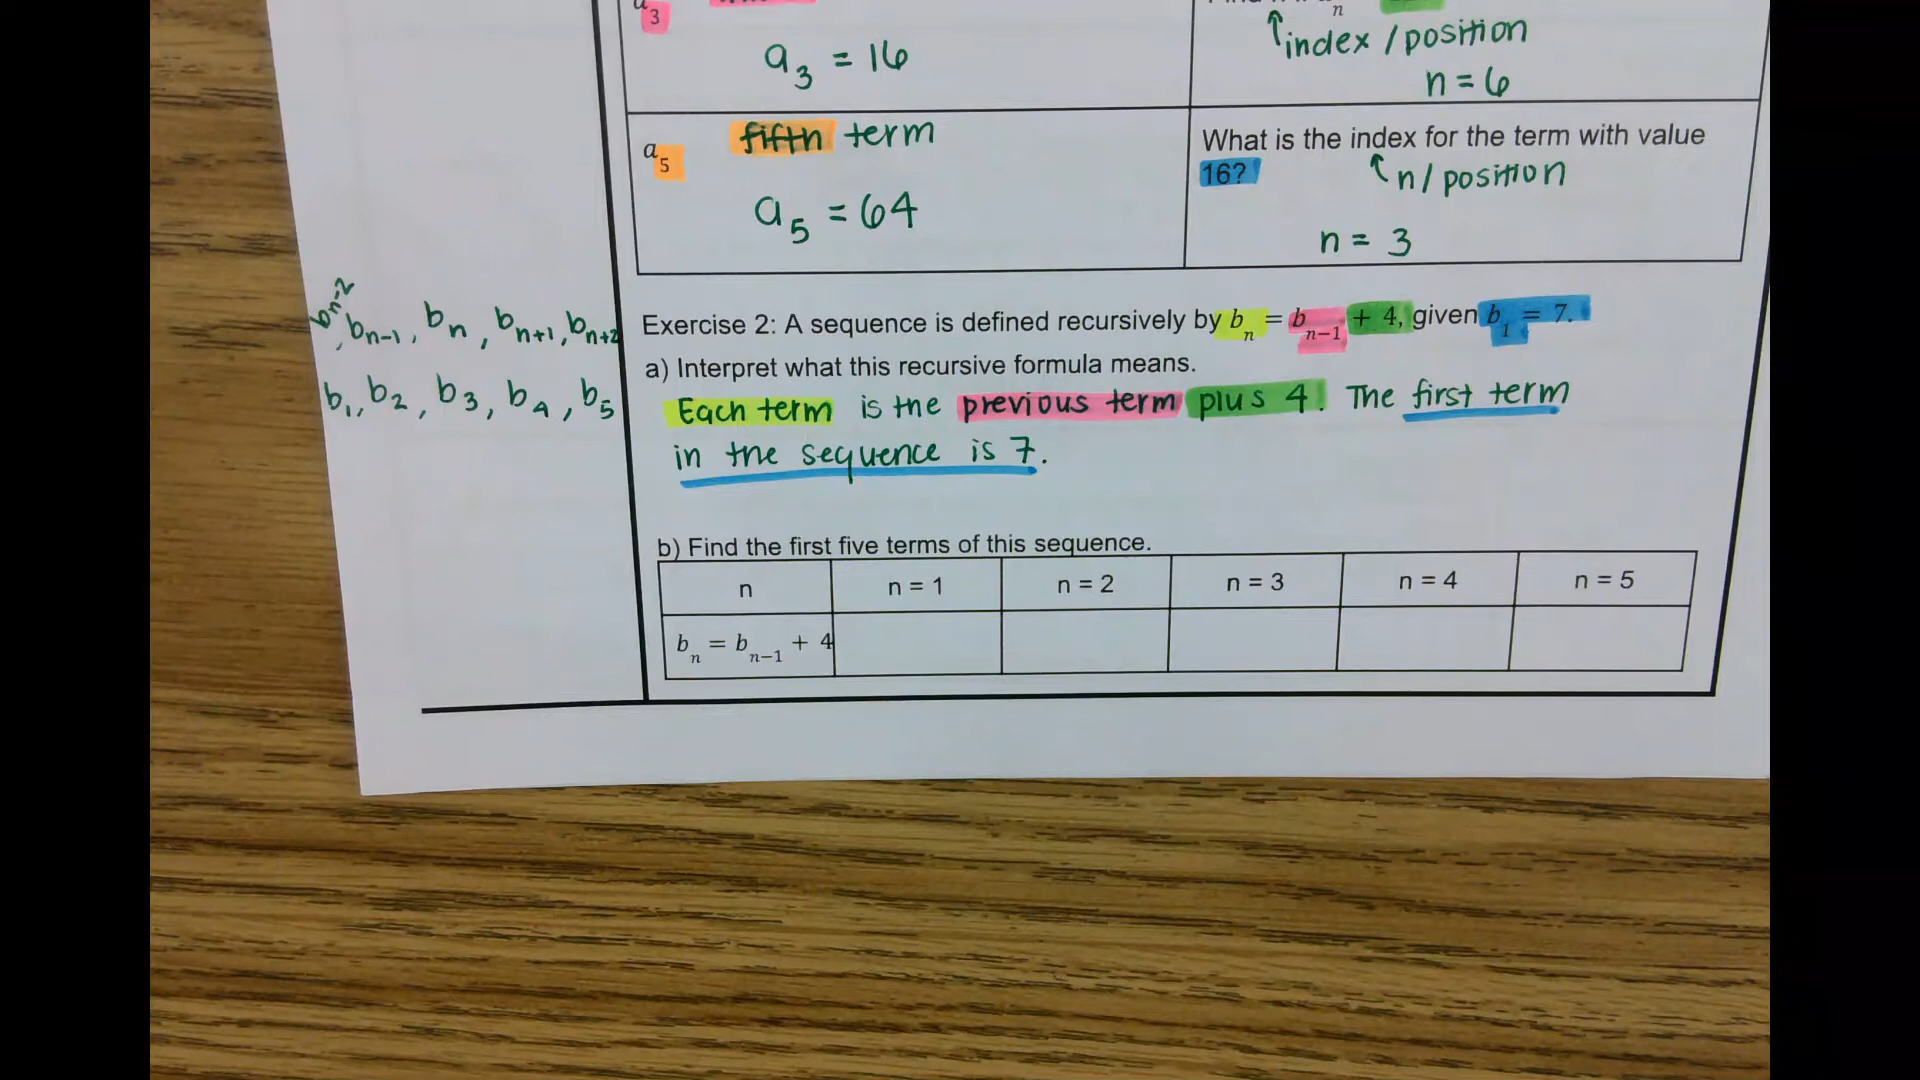 a3
a3 = 16
n
index / position
n = 6
a5
fifth term
a5 = 64
What is the index for the term with value
16?
n / position
n = 3
bn-2, bn-1, bn, bn+1, bn+2
b1, b2, b3, b4, b5
Exercise 2: A sequence is defined recursively by bn = bn−1 + 4, given b1 = 7.
a) Interpret what this recursive formula means.
Each term is the previous term plus 4. The first term
in the sequence is 7.
b) Find the first five terms of this sequence.
n n = 1 n = 2 n = 3 n = 4 n = 5
bn = bn−1 + 4